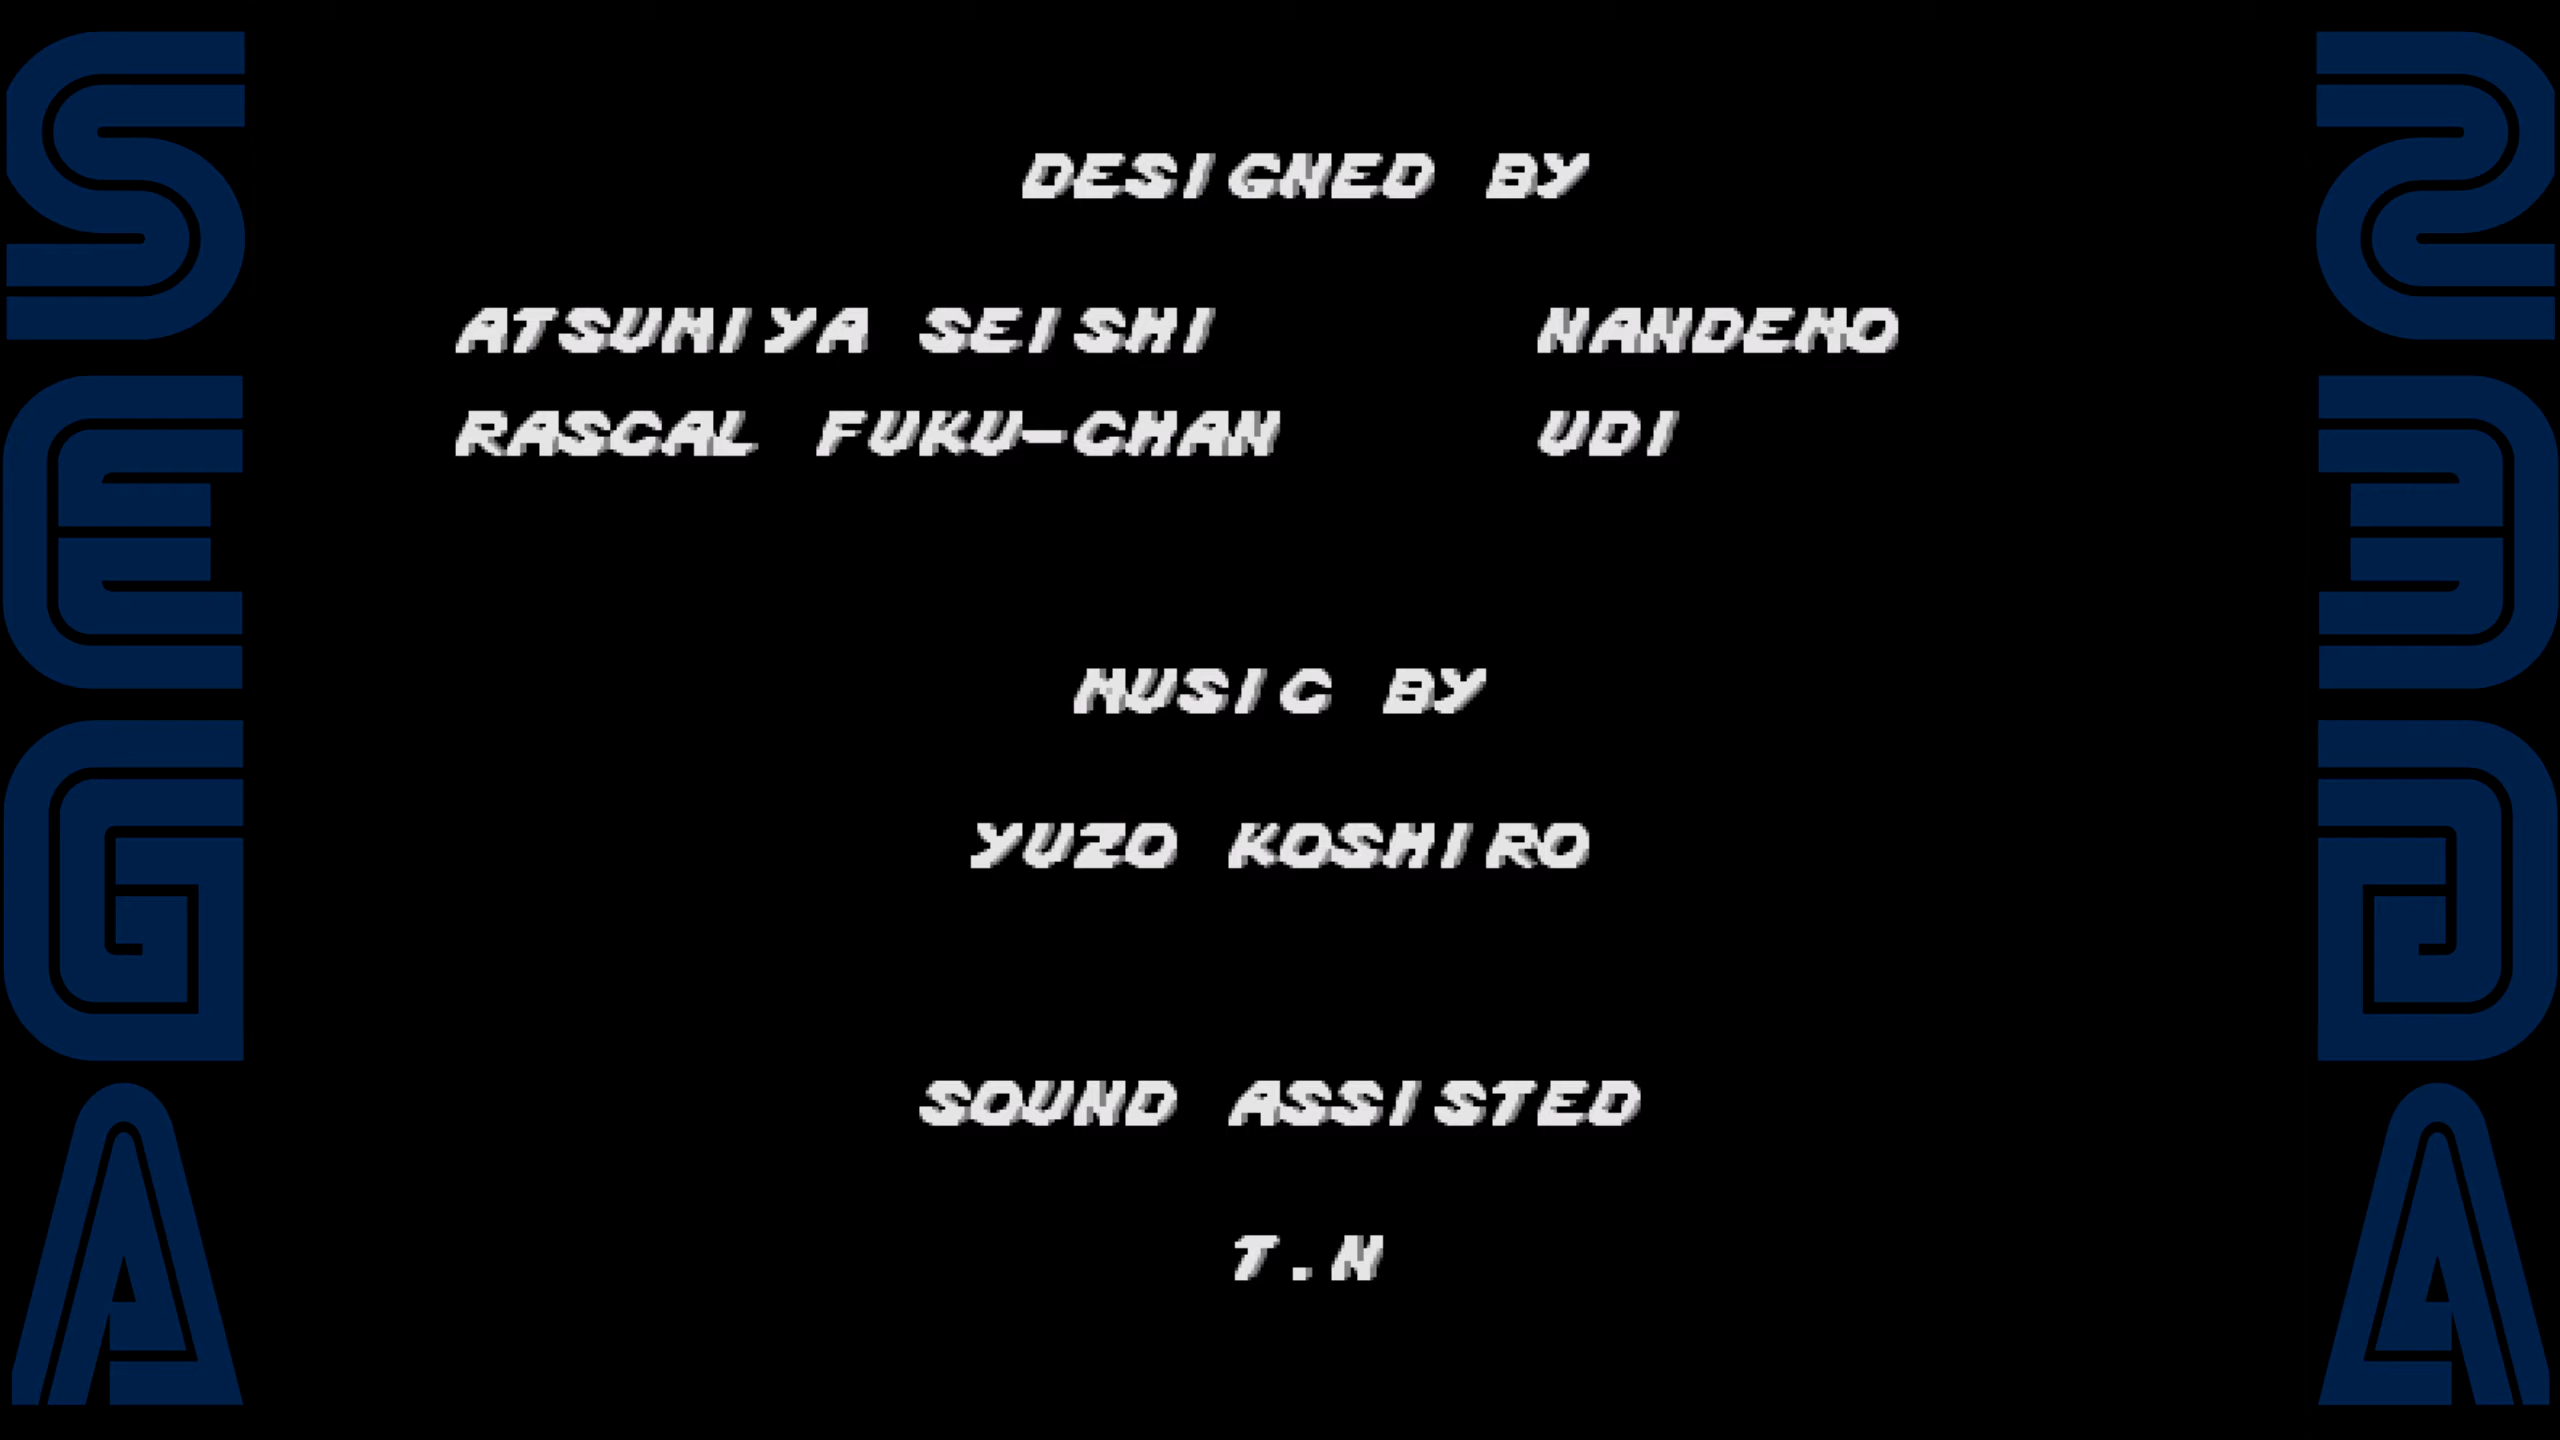 SEGA
DESIGNED BY
ATSUMIYA SEISHI NANDEMO
RASCAL FUKU-CHAN UDI
MUSIC BY
YUZO KOSHIRO
SOUND ASSISTED
T.N
SEGA